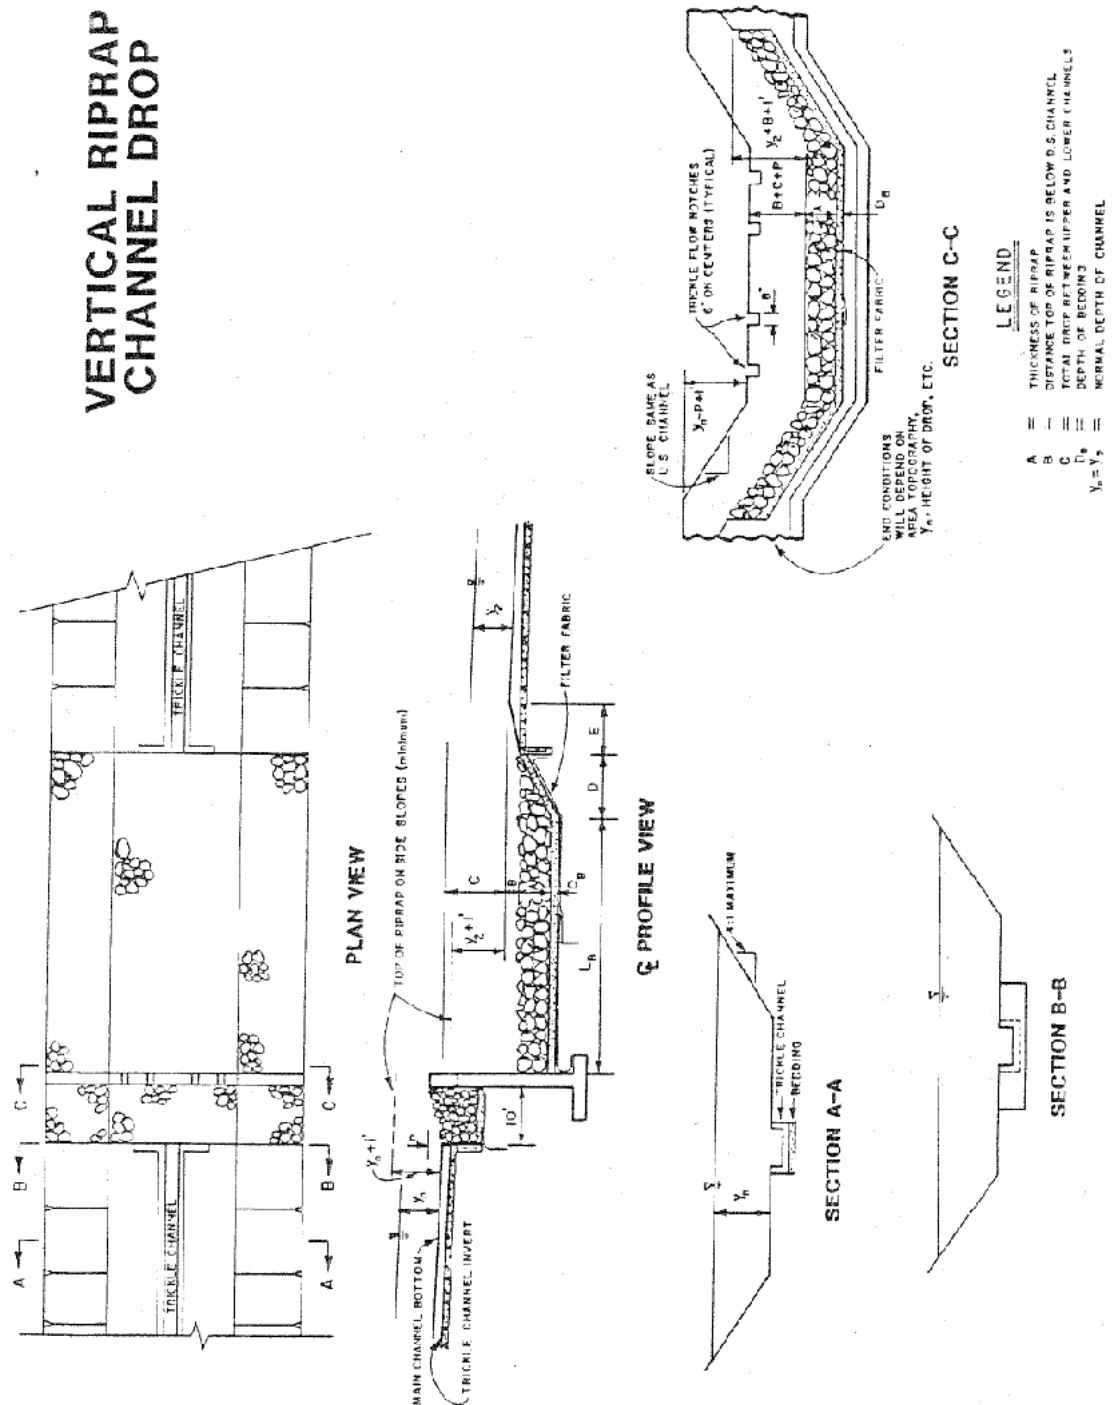 VERTICAL RIPRAP
CHANNEL DROP
A
B
C
A
B
C
TRICKLE CHANNEL
TRICKLE CHANNEL
PLAN VIEW
TOP OF RIPRAP ON SIDE SLOPES (minimum)
MAIN CHANNEL BOTTOM
TRICKLE CHANNEL INVERT
Yn
Yn+1'
P
10'
Y2+1'
C
B
DB
LB
D
E
Y2
FILTER FABRIC
℄ PROFILE VIEW
Yn
4:1 MAXIMUM
TRICKLE CHANNEL
BEDDING
SECTION A-A
SECTION B-B
SLOPE SAME AS
U S CHANNEL
Yn-P+1'
TRICKLE FLOW NOTCHES
6' ON CENTERS (TYPICAL)
6"
B+C+P
Y2+B+1'
A
DB
FILTER FABRIC
END CONDITIONS
WILL DEPEND ON
AREA TOPOGRAPHY,
Yn, HEIGHT OF DROP, ETC.
SECTION C-C
LEGEND
A = THICKNESS OF RIPRAP
B = DISTANCE TOP OF RIPRAP IS BELOW D.S. CHANNEL
C = TOTAL DROP BETWEEN UPPER AND LOWER CHANNELS
DB = DEPTH OF BEDDING
Yn = Y2 = NORMAL DEPTH OF CHANNEL